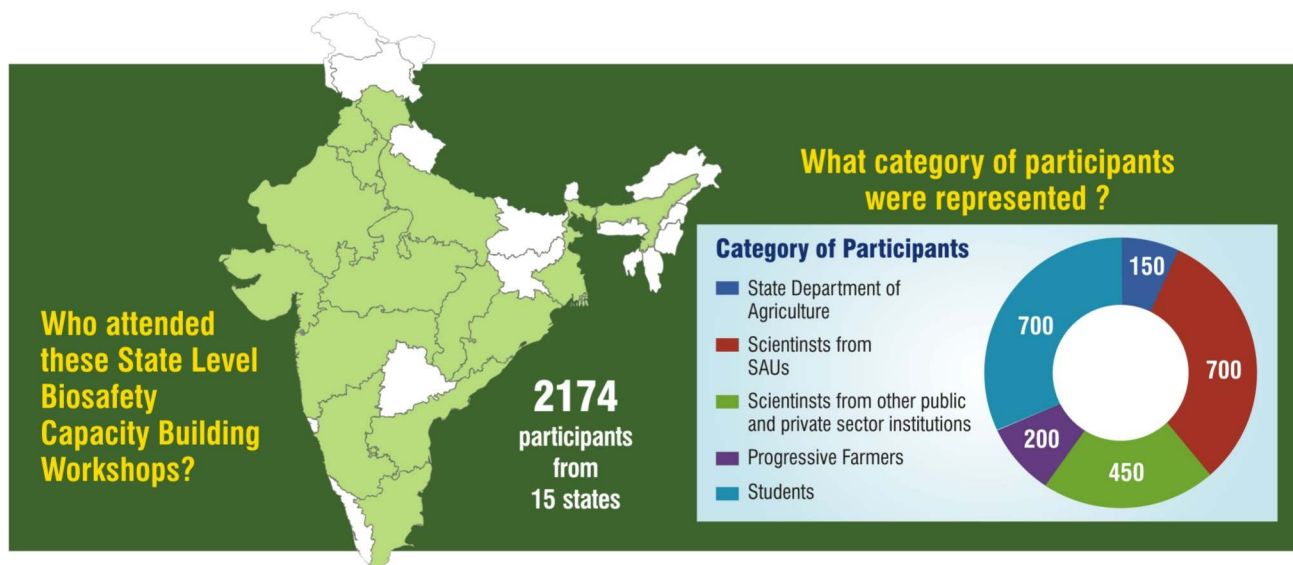 Who attended
these State Level
Biosafety
Capacity Building
Workshops?
2174
participants
from
15 states
What category of participants
were represented ?
Category of Participants
State Department of
Agriculture
Scientinsts from
SAUs
Scientinsts from other public
and private sector institutions
Progressive Farmers
Students
150
700
450
200
700